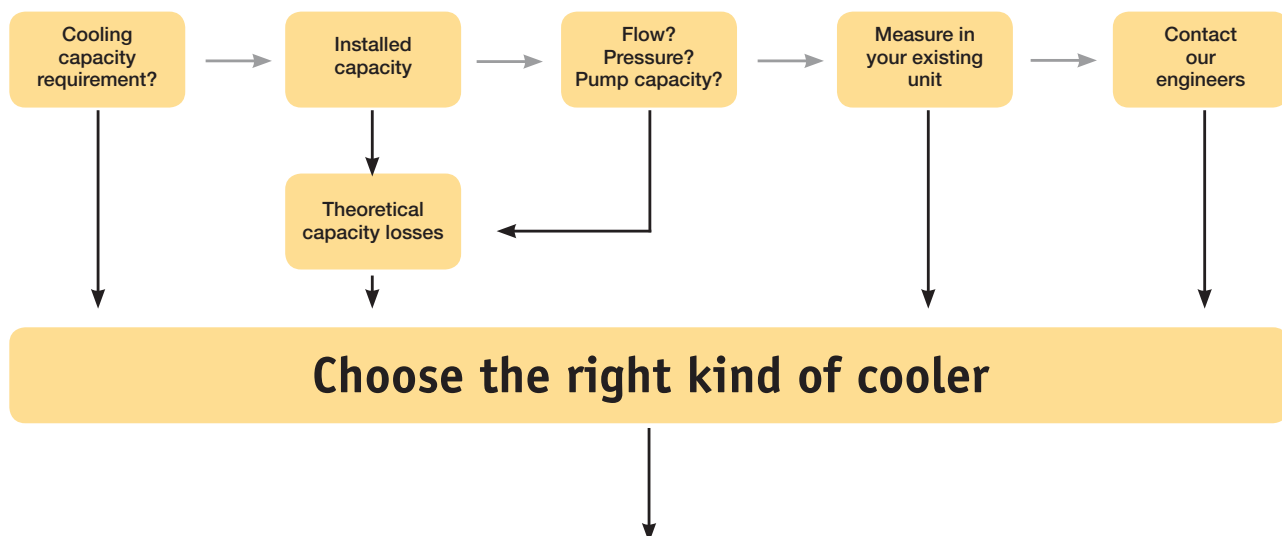 Cooling
capacity
requirement?
Installed
capacity
Flow?
Pressure?
Pump capacity?
Measure in
your existing
unit
Contact
our
engineers
Theoretical
capacity losses
Choose the right kind of cooler